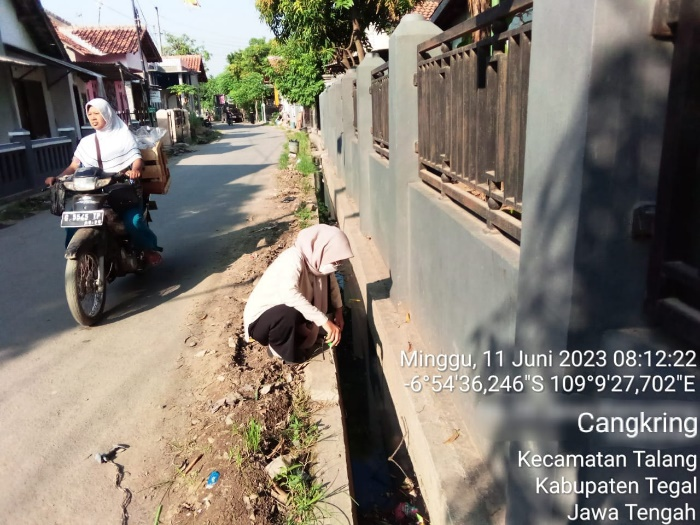 Minggu, 11 Juni 2023 08:12:22
-6°54'36,246"S 109°9'27,702"E
Cangkring
Kecamatan Talang
Kabupaten Tegal
Jawa Tengah